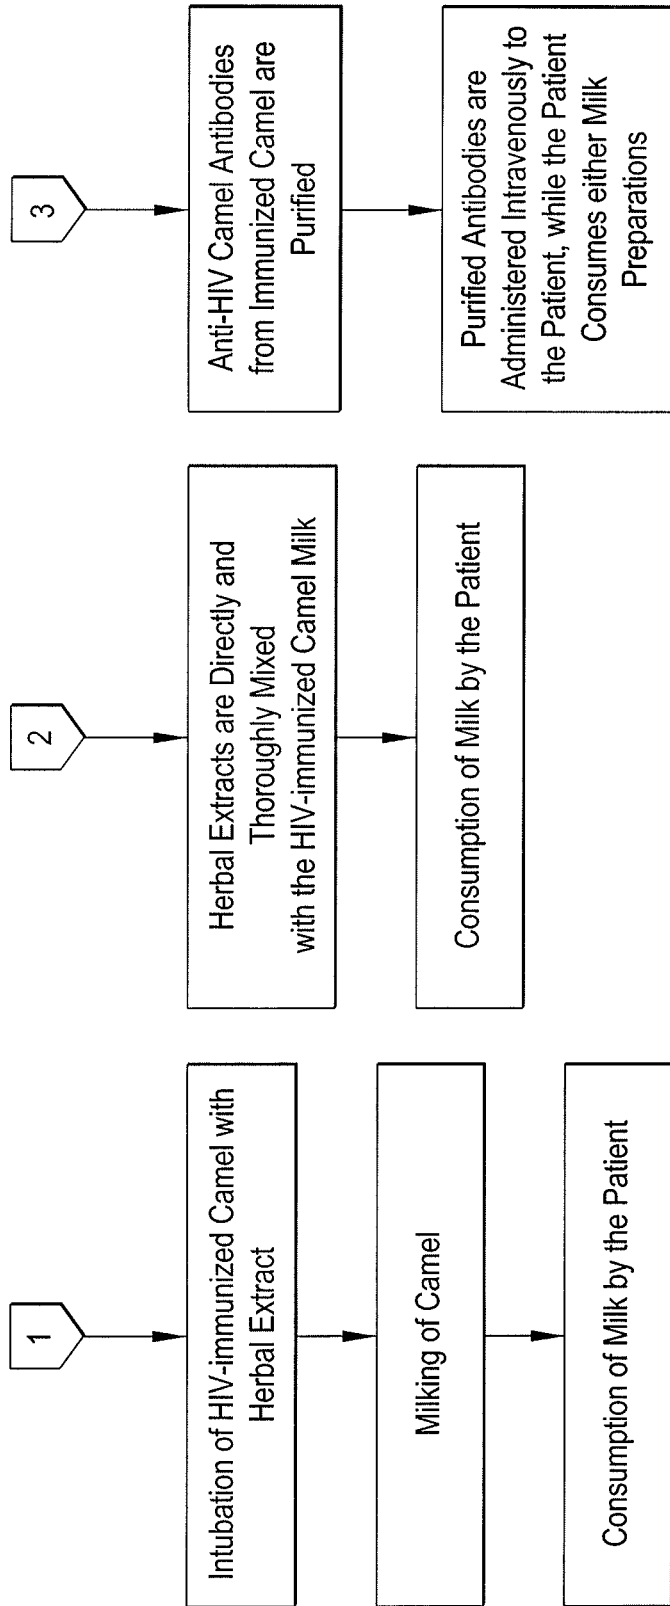 1
Intubation of HIV-immunized Camel with
Herbal Extract
Milking of Camel
Consumption of Milk by the Patient
2
Herbal Extracts are Directly and
Thoroughly Mixed
with the HIV-immunized Camel Milk
Consumption of Milk by the Patient
3
Anti-HIV Camel Antibodies
from Immunized Camel are
Purified
Purified Antibodies are
Administered Intravenously to
the Patient, while the Patient
Consumes either Milk
Preparations